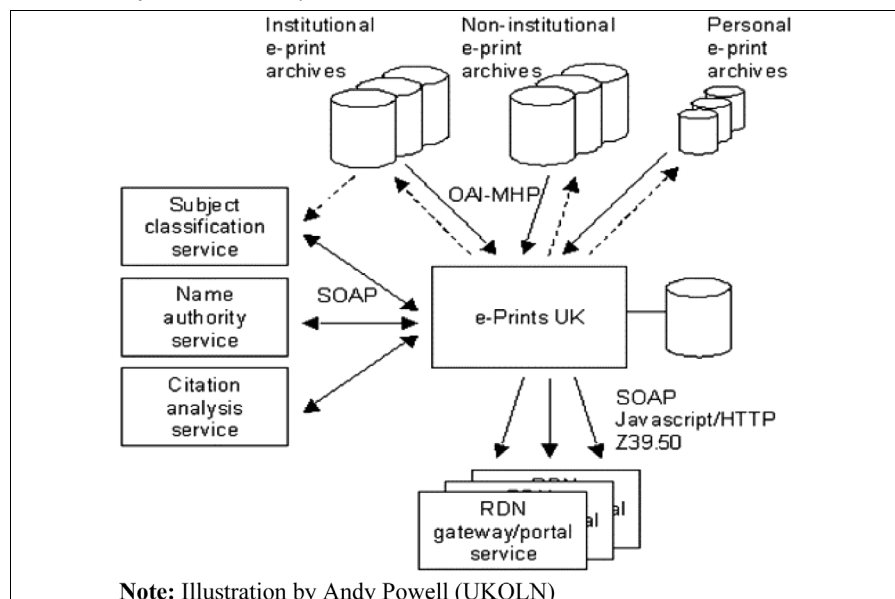 Institutional
e-print
archives
Non-institutional
e-print
archives
Personal
e-print
archives
OAI-MHP
Subject
classification
service
Name
authority
service
Citation
analysis
service
SOAP
e-Prints UK
SOAP
Javascript/HTTP
Z39.50
RDN
gateway/portal
service
Note: Illustration by Andy Powell (UKOLN)